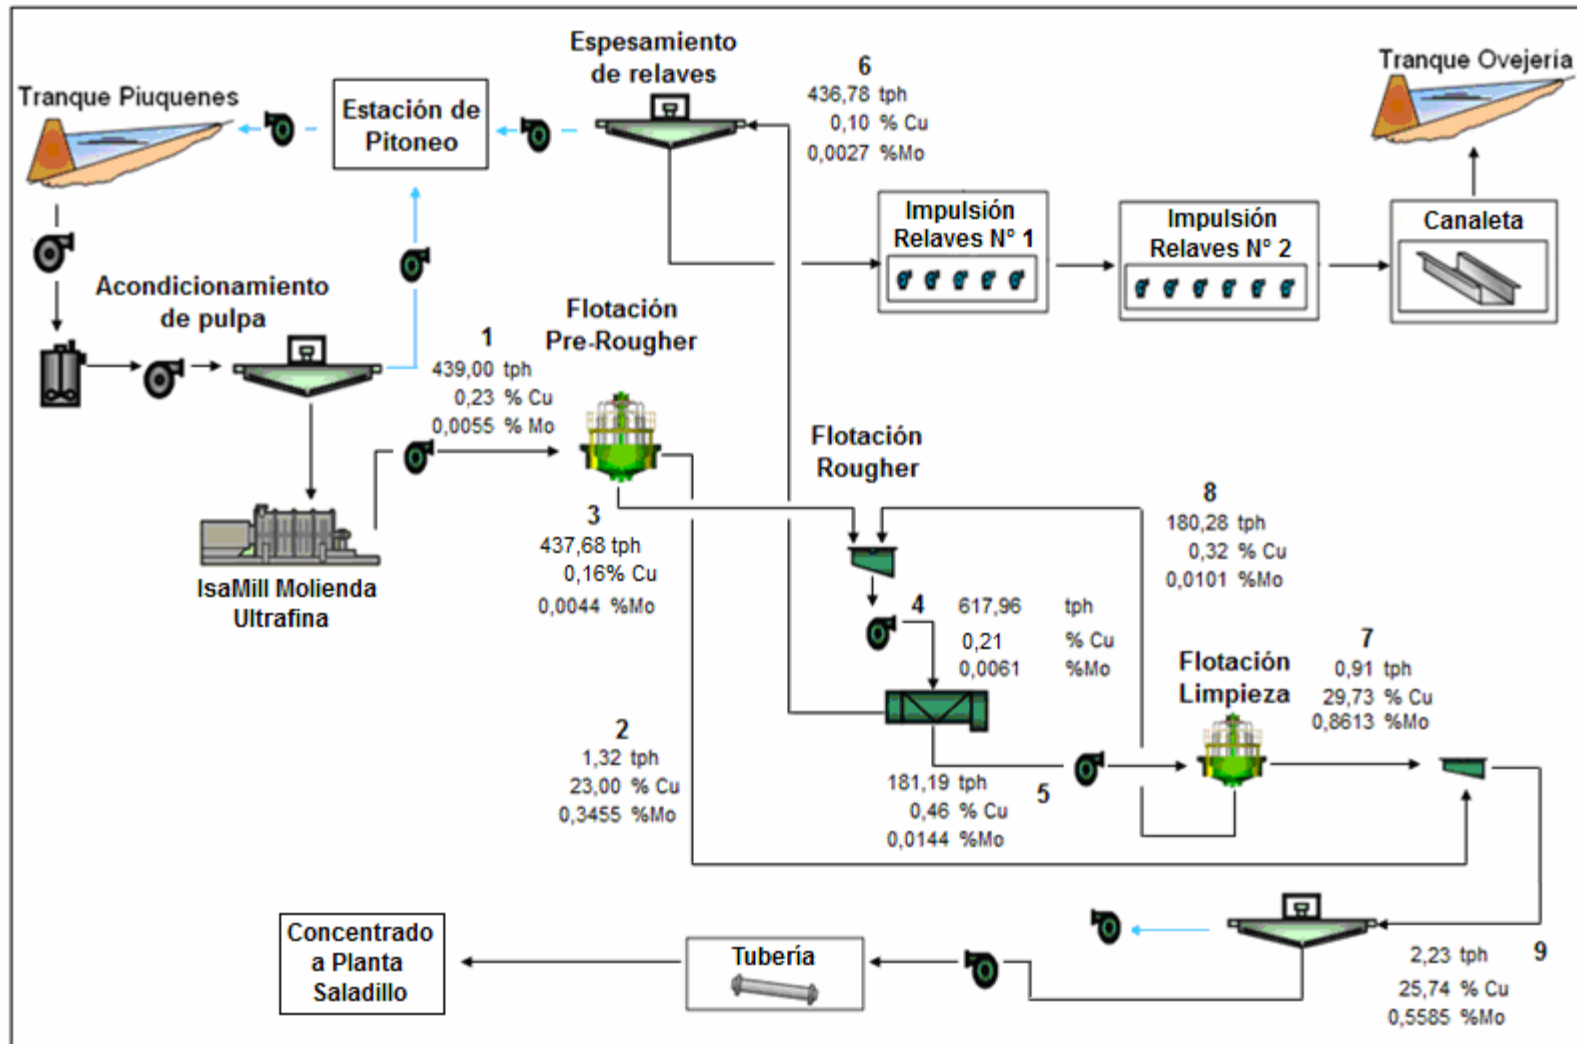 Espesamiento
de relaves
6
436,78 tph
0,10 % Cu
0,0027 %Mo
Tranque Ovejería
Tranque Piuquenes
Estación de
Pitoneo
Impulsión
Relaves N° 1
Impulsión
Relaves N° 2
Canaleta
Acondicionamiento
de pulpa
1
439,00 tph
0,23 % Cu
0,0055 % Mo
Flotación
Pre-Rougher
Flotación
Rougher
3
437,68 tph
0,16% Cu
0,0044 %Mo
8
180,28 tph
0,32 % Cu
0,0101 %Mo
IsaMill Molienda
Ultrafina
4
617,96 tph
0,21 % Cu
0,0061 %Mo
Flotación
Limpieza
7
0,91 tph
29,73 % Cu
0,8613 %Mo
2
1,32 tph
23,00 % Cu
0,3455 %Mo
5
181,19 tph
0,46 % Cu
0,0144 %Mo
Concentrado
a Planta
Saladillo
Tubería
9
2,23 tph
25,74 % Cu
0,5585 %Mo